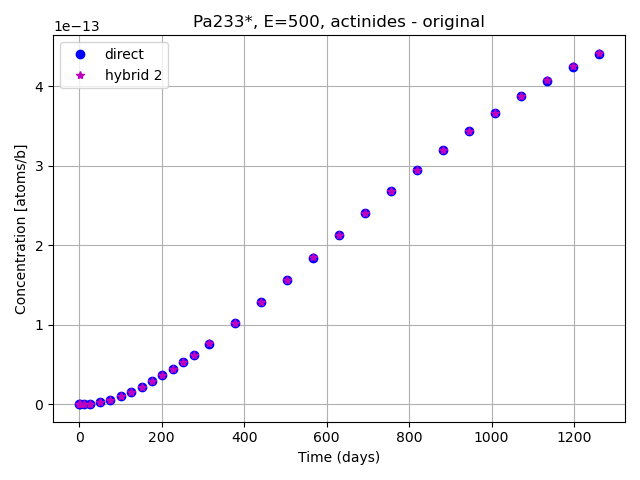 Pa233*, E=500, actinides - original
1e−13
direct
hybrid 2
4
3
2
1
0
Concentration [atoms/b]
0 200 400 600 800 1000 1200
Time (days)